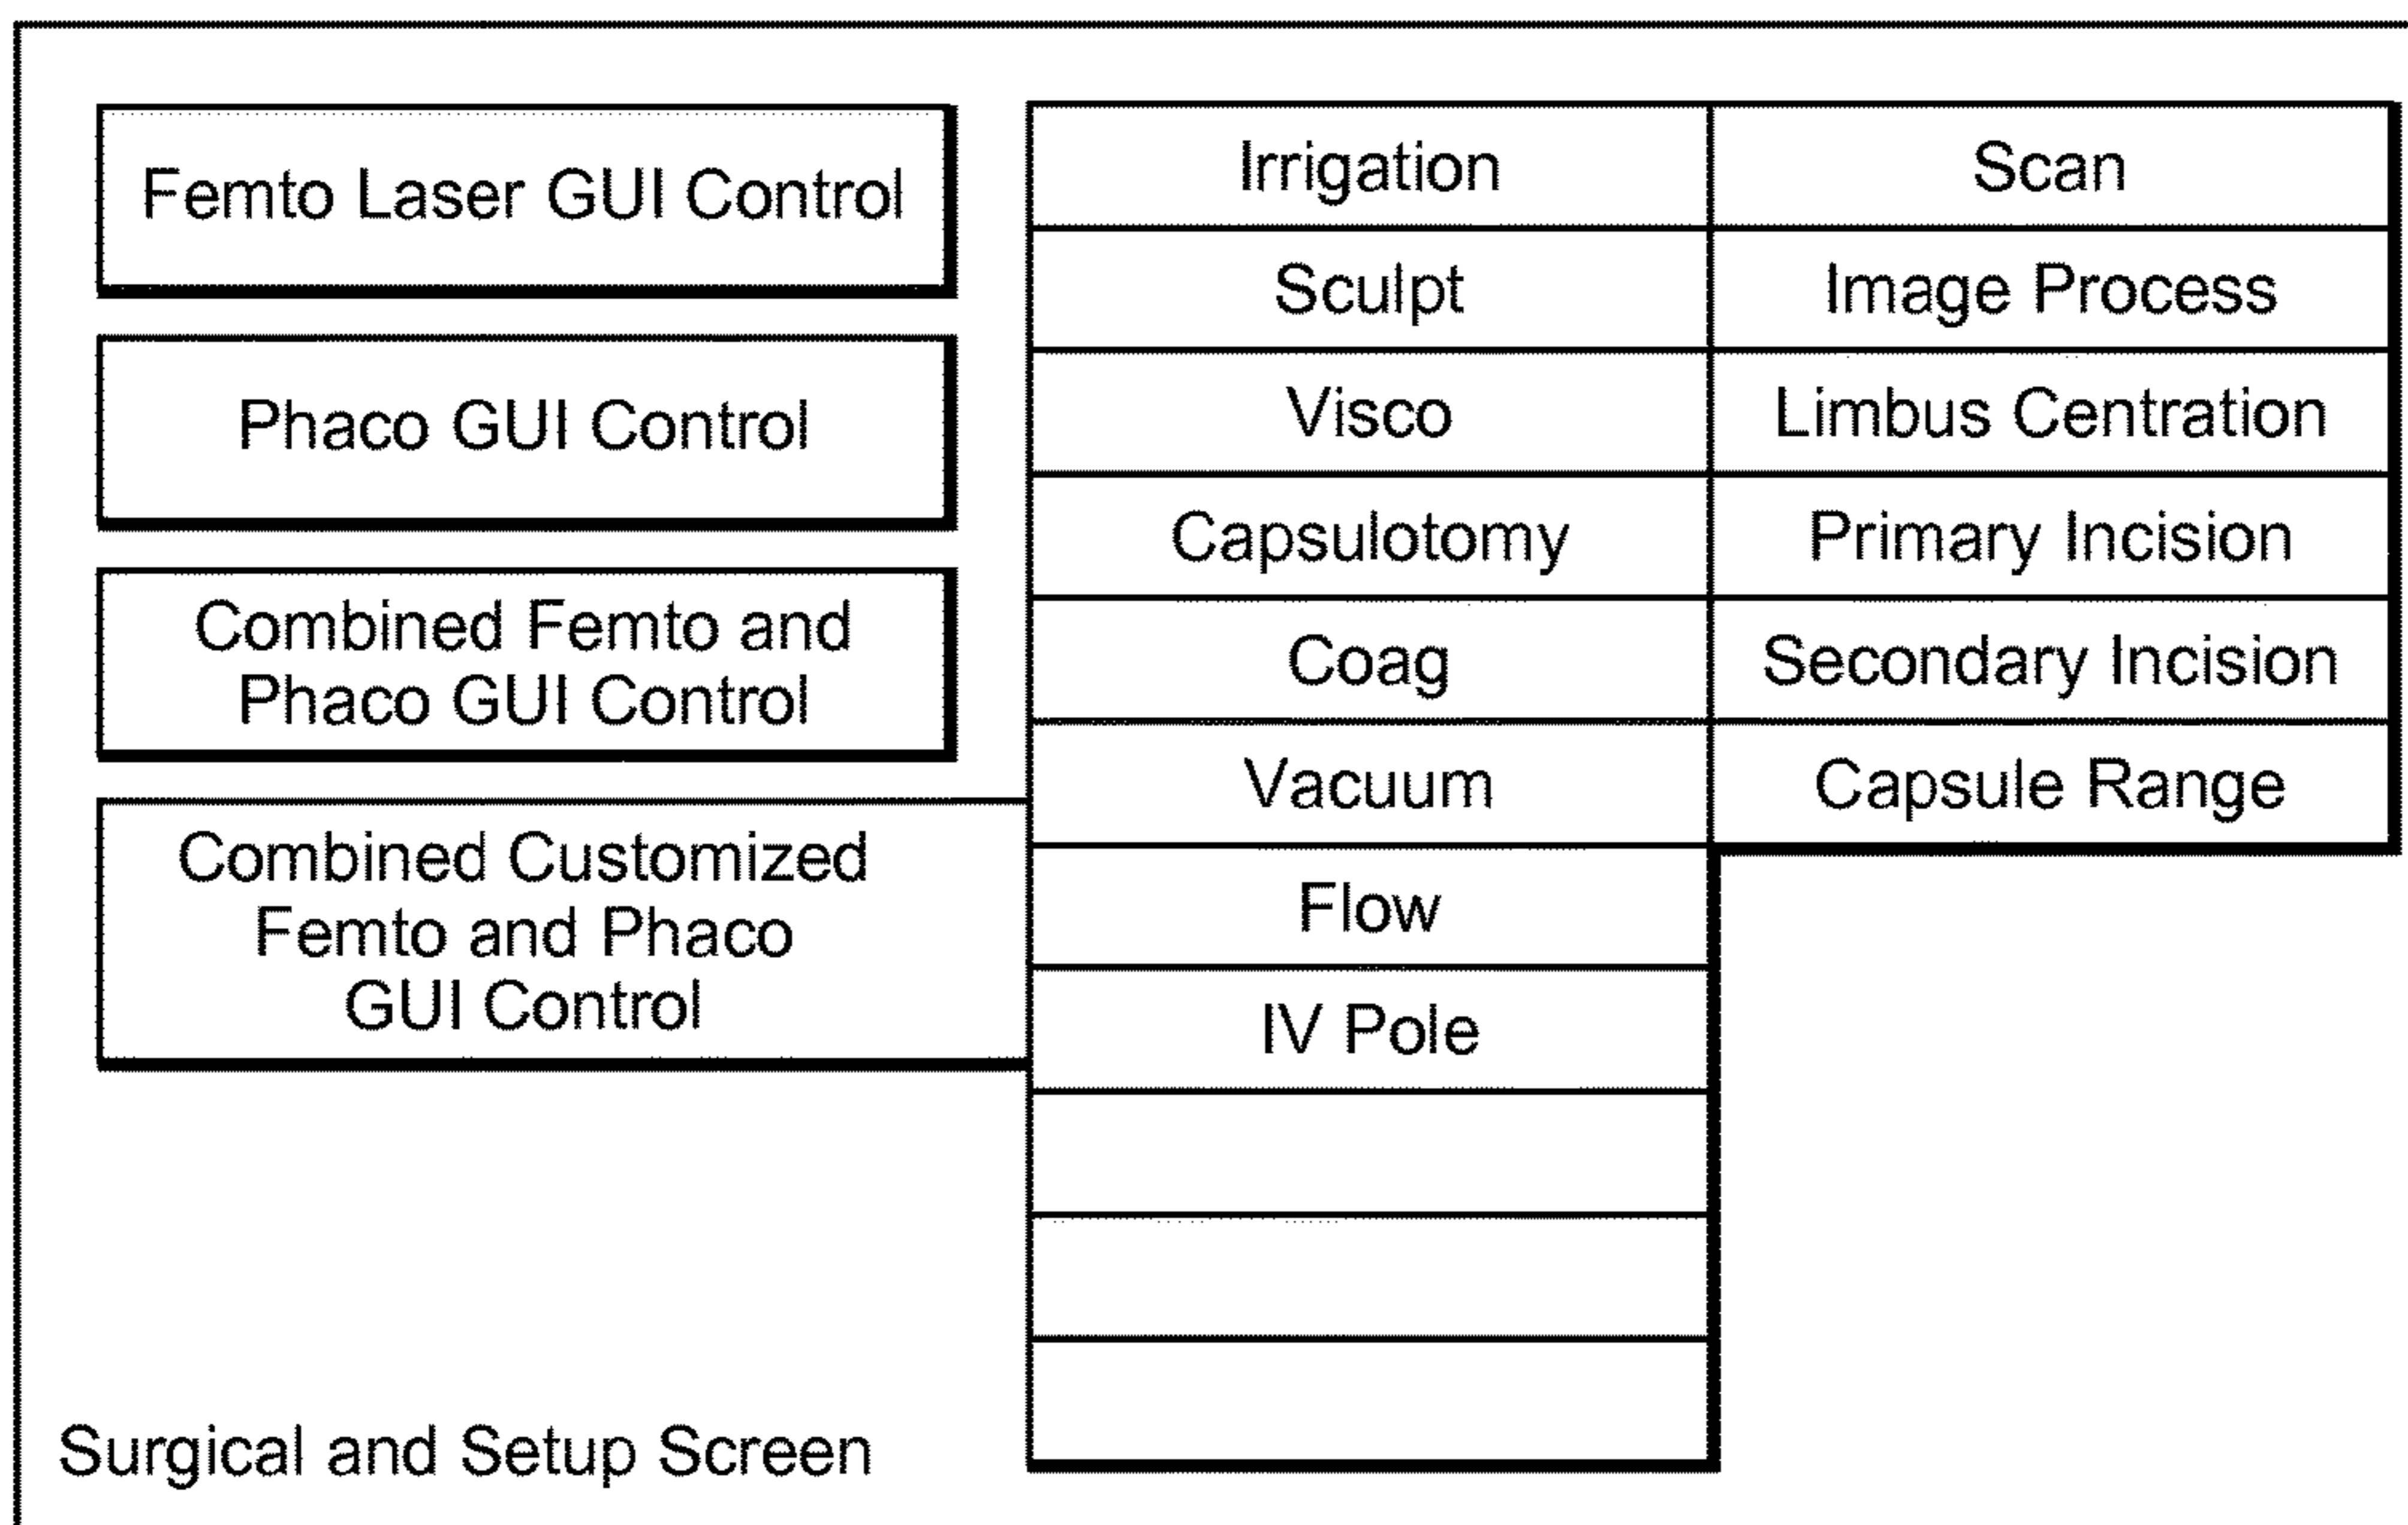 Femto Laser GUI Control
Phaco GUI Control
Combined Femto and
Phaco GUI Control
Combined Customized
Femto and Phaco
GUI Control
Irrigation
Scan
Sculpt
Image Process
Visco
Limbus Centration
Capsulotomy
Primary Incision
Coag
Secondary Incision
Vacuum
Capsule Range
Flow
IV Pole
Surgical and Setup Screen